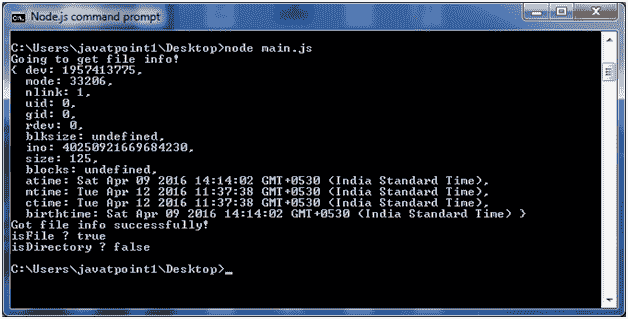 Node.js command prompt
C:\Users\javatpoint1\Desktop>node main.js
Going to get file info!
{ dev: 1957413775,
mode: 33206,
nlink: 1,
uid: 0,
gid: 0,
rdev: 0,
blksize: undefined,
ino: 40250921669684230,
size: 125,
blocks: undefined,
atime: Sat Apr 09 2016 14:14:02 GMT+0530 (India Standard Time),
mtime: Tue Apr 12 2016 11:37:38 GMT+0530 (India Standard Time),
ctime: Tue Apr 12 2016 11:37:38 GMT+0530 (India Standard Time),
birthtime: Sat Apr 09 2016 14:14:02 GMT+0530 (India Standard Time) }
Got file info successfully!
isFile ? true
isDirectory ? false
C:\Users\javatpoint1\Desktop>_